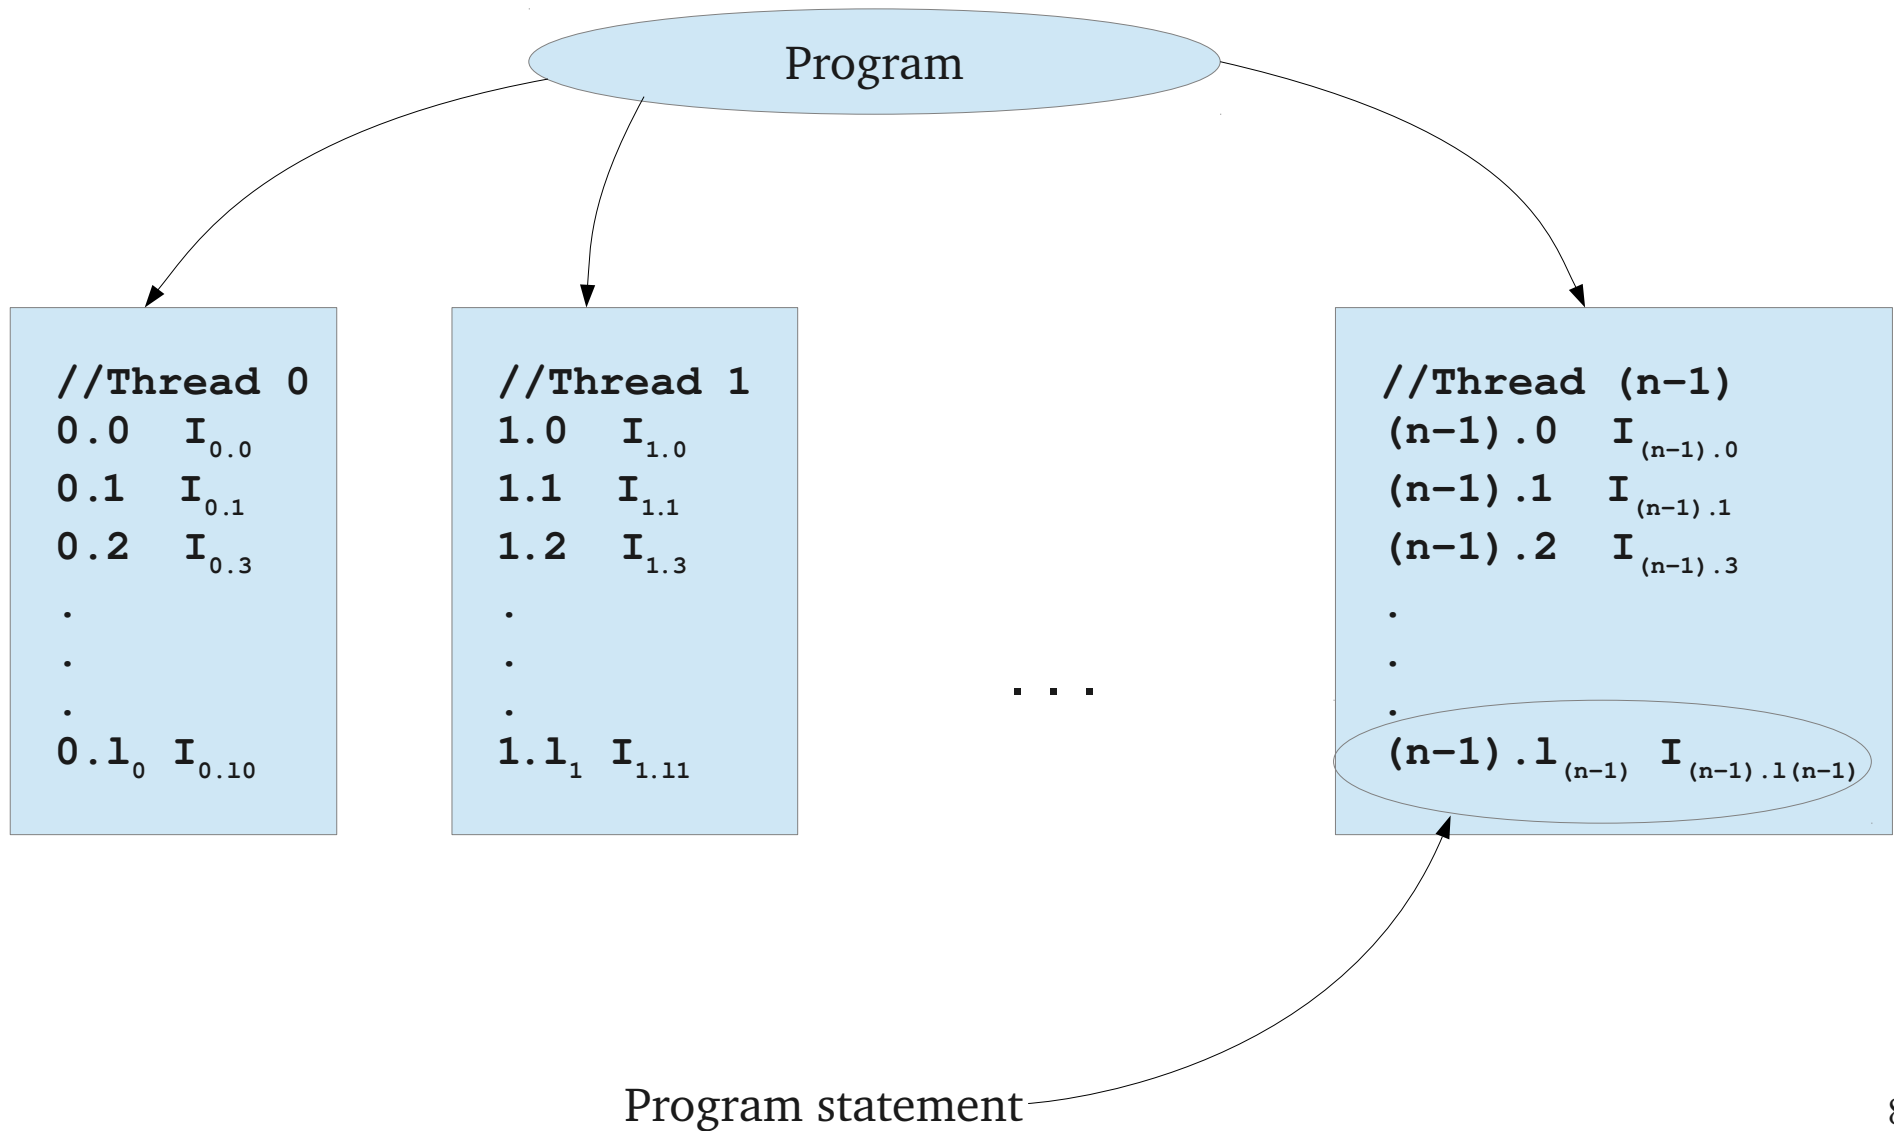 Program
//Thread 0
0.0 I0.0
0.1 I0.1
0.2 I0.3
.
.
.
0.l0 I0.l0
//Thread 1
1.0 I1.0
1.1 I1.1
1.2 I1.3
.
.
.
1.l1 I1.l1
. . .
//Thread (n-1)
(n-1).0 I(n-1).0
(n-1).1 I(n-1).1
(n-1).2 I(n-1).3
.
.
.
(n-1).l(n-1) I(n-1).l(n-1)
Program statement